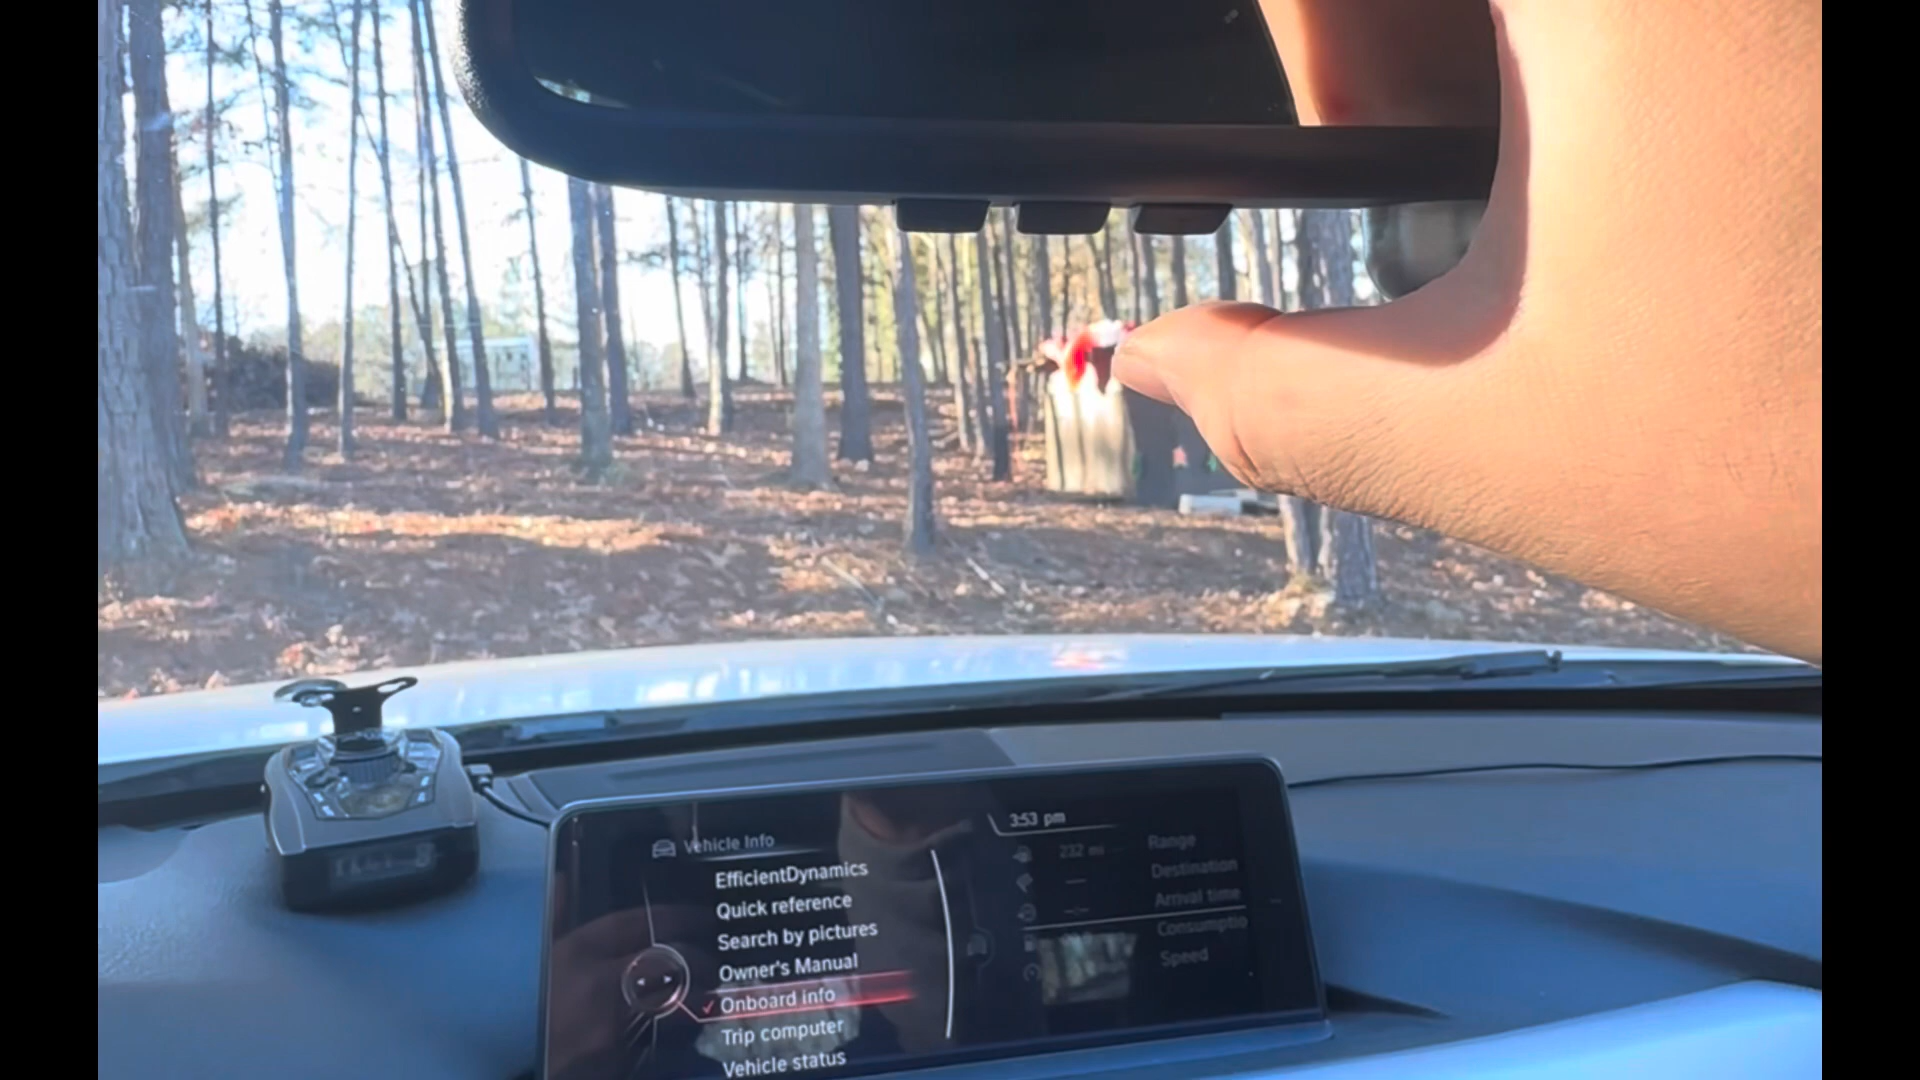 Vehicle Info
EfficientDynamics
Quick reference
Search by pictures
Owner's Manual
Onboard info
Trip computer
Vehicle status
3:53 pm
232 mi
Range
Destination
Arrival time
Consumptio
Speed